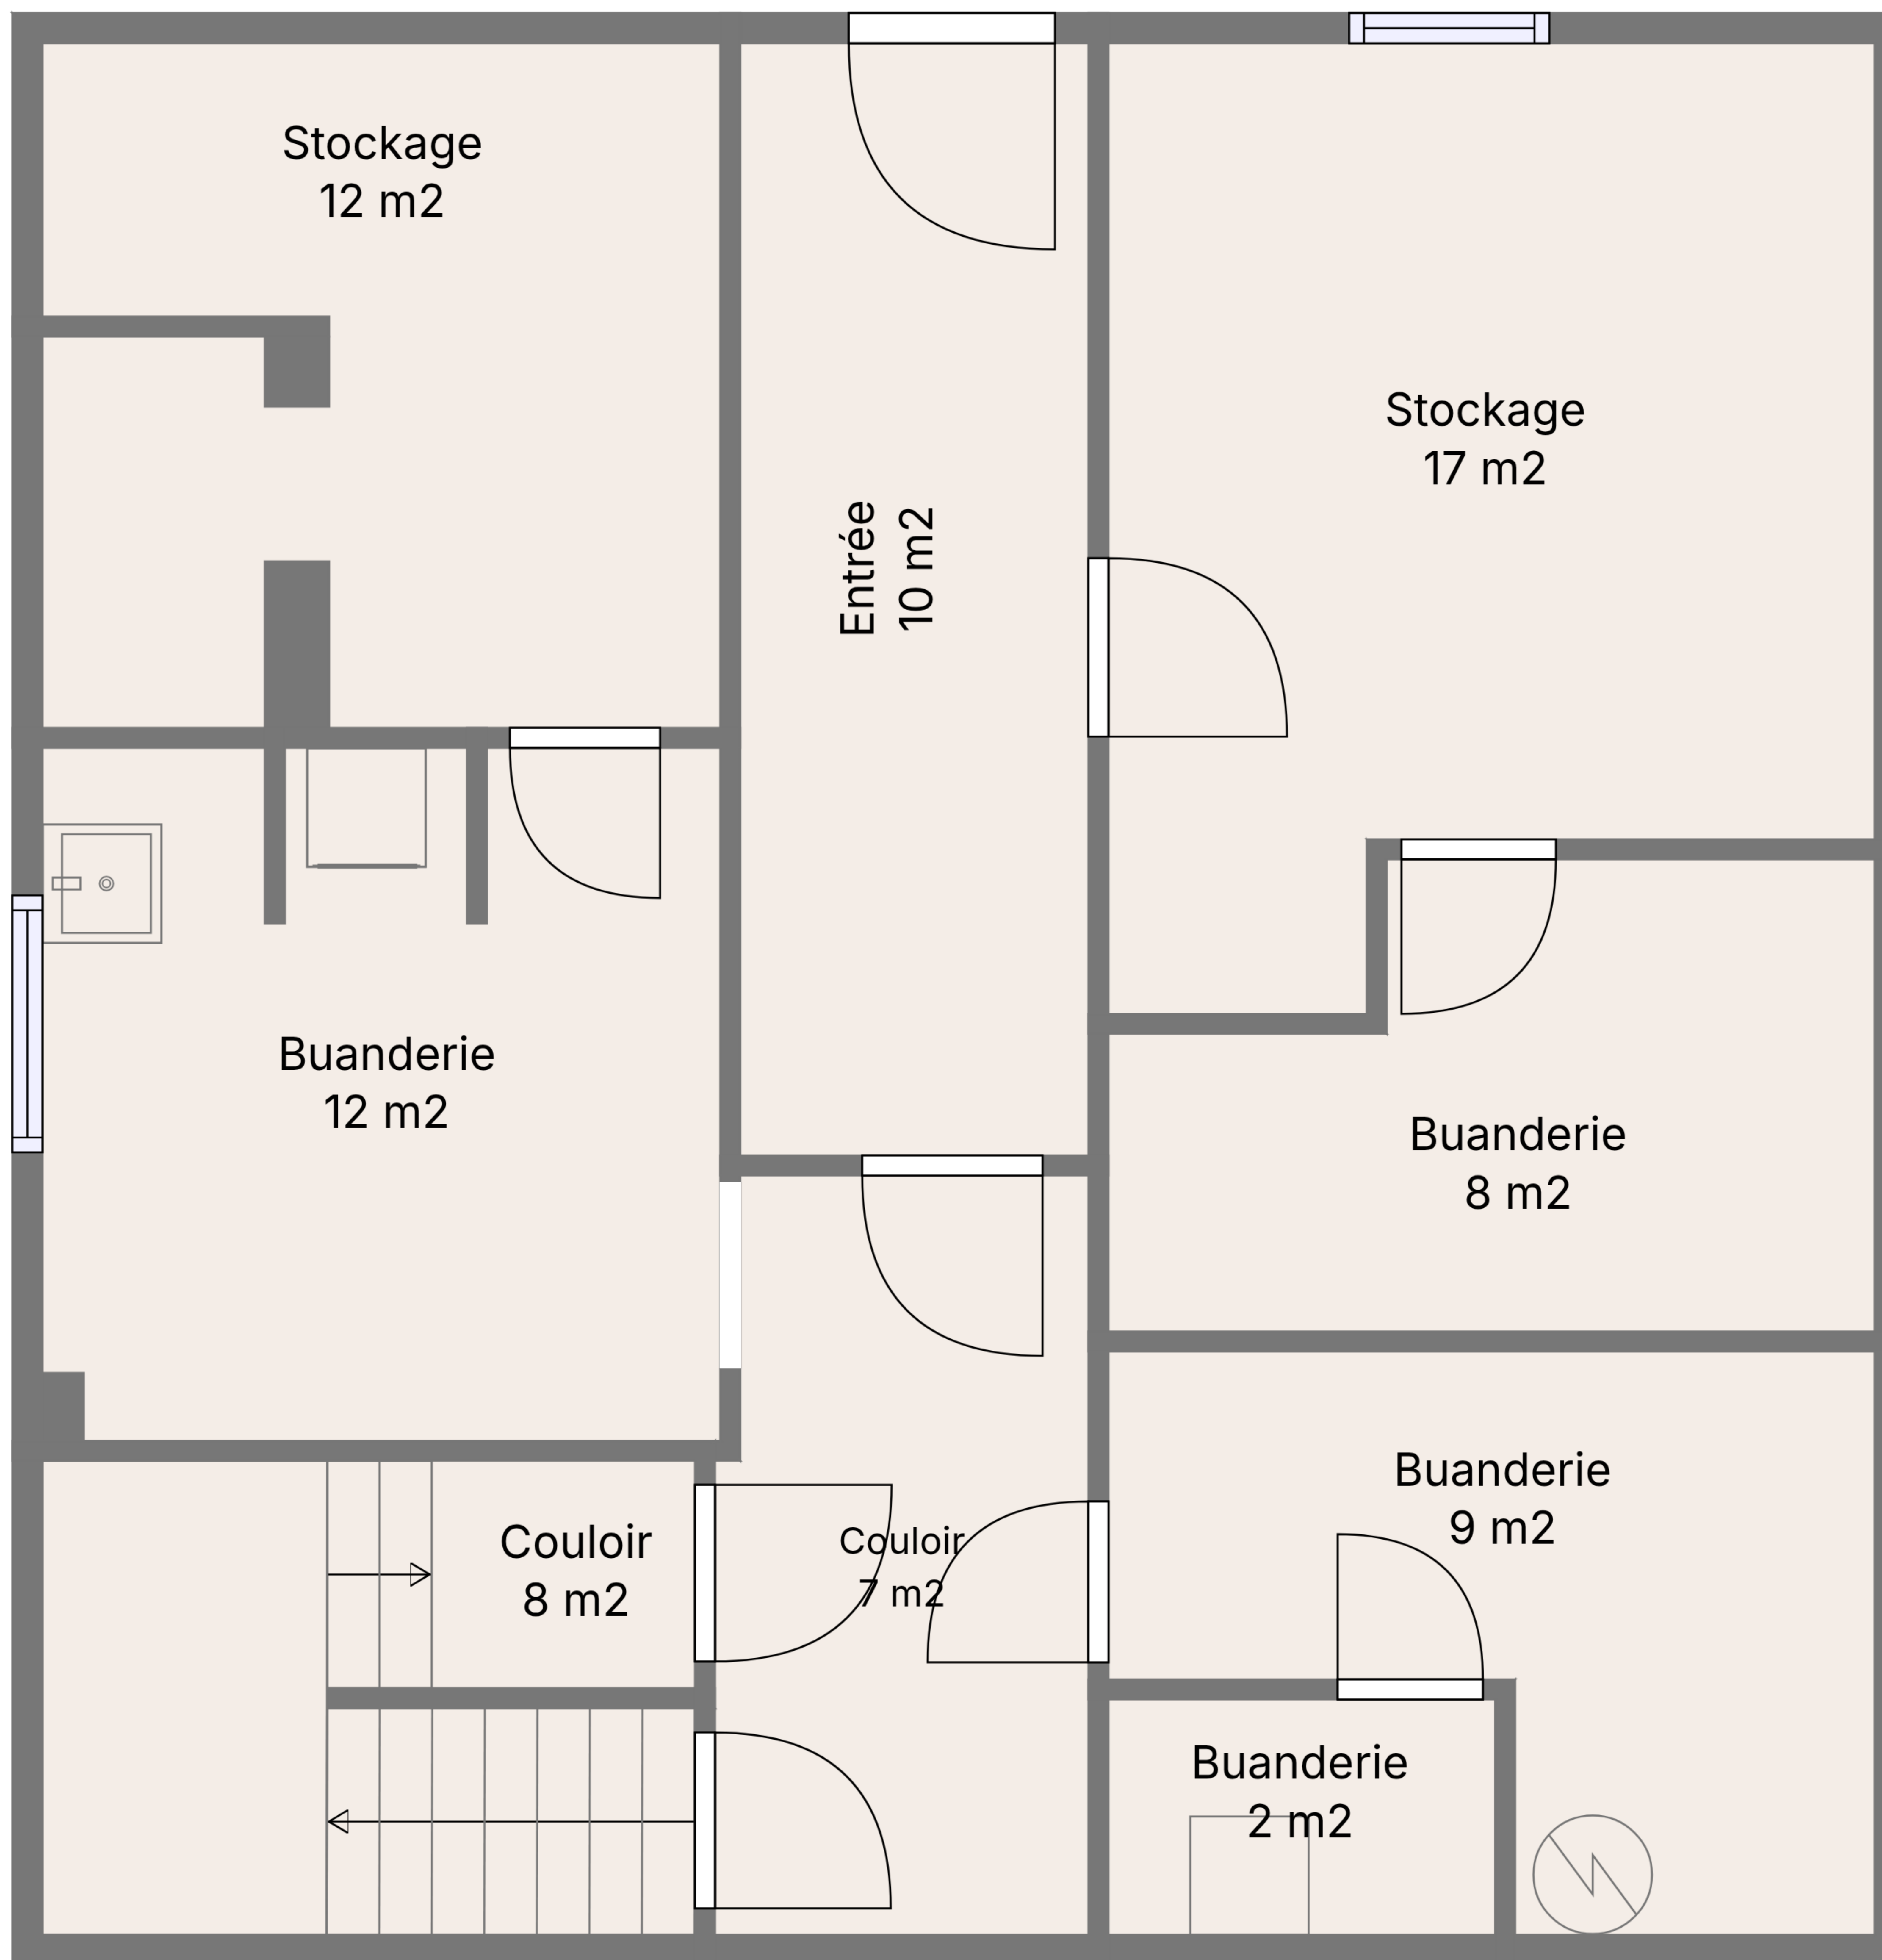 Stockage
12 m2
Stockage
17 m2
Entrée
10 m2
Buanderie
12 m2
Buanderie
8 m2
Buanderie
9 m2
Couloir
8 m2
Couloir
7 m2
Buanderie
2 m2